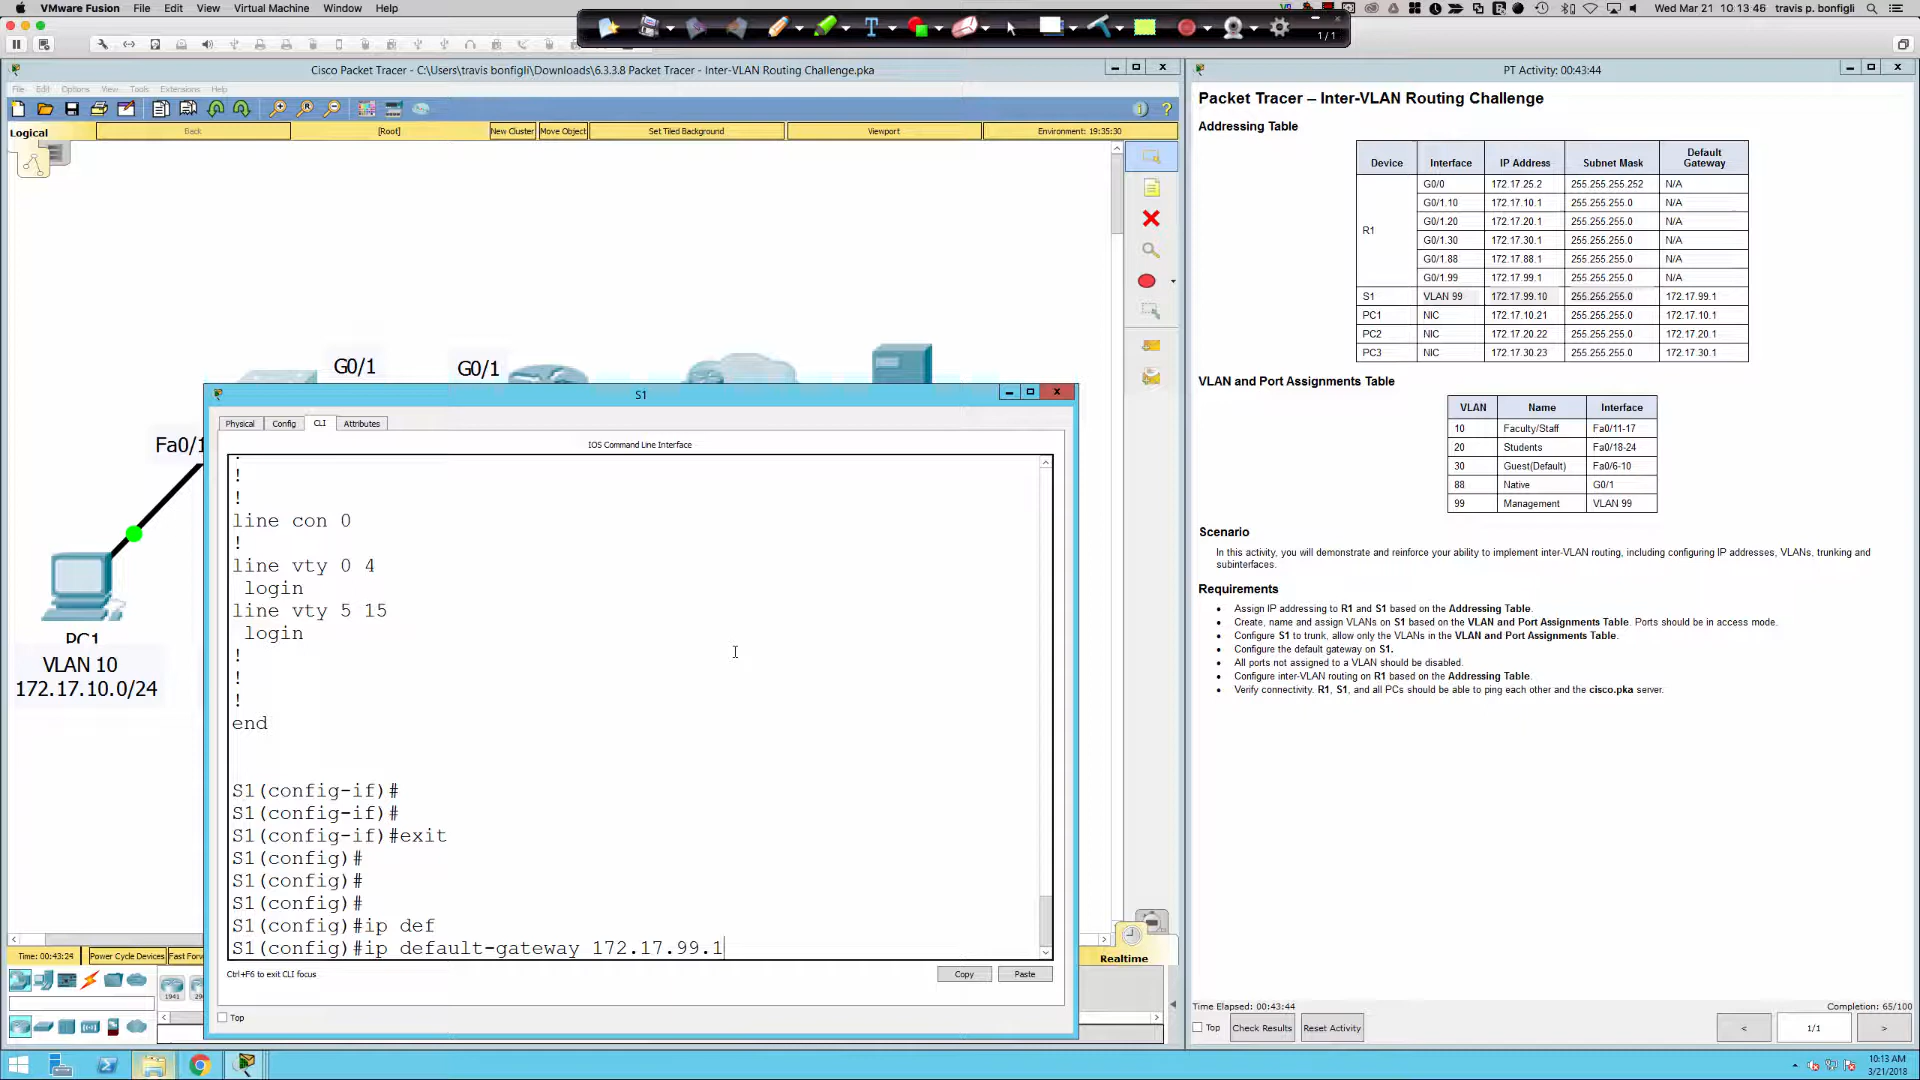 VMware Fusion File Edit View Virtual Machine Window Help
Wed Mar 21 10:13:46 travis p. bonfigli
1/1
Cisco Packet Tracer - C:\Users\travis bonfigli\Downloads\6.3.3.8 Packet Tracer - Inter-VLAN Routing Challenge.pka
File Edit Options View Tools Extensions Help
Logical Back [Root] New Cluster Move Object Set Tiled Background Viewport Environment: 19:35:30
G0/1 G0/1
Fa0/1
PC1
VLAN 10
172.17.10.0/24
S1
Physical Config CLI Attributes
IOS Command Line Interface
!
!
!
line con 0
!
line vty 0 4
login
line vty 5 15
login
!
!
!
end
S1(config-if)#
S1(config-if)#
S1(config-if)#exit
S1(config)#
S1(config)#
S1(config)#
S1(config)#ip def
S1(config)#ip default-gateway 172.17.99.1
Ctrl+F6 to exit CLI focus
Copy Paste
Top
Time: 00:43:24 Power Cycle Devices Fast For
Realtime
1941
PT Activity: 00:43:44
Packet Tracer – Inter-VLAN Routing Challenge
Addressing Table
Device Interface IP Address Subnet Mask Default Gateway
R1
G0/0 172.17.25.2 255.255.255.252 N/A
G0/1.10 172.17.10.1 255.255.255.0 N/A
G0/1.20 172.17.20.1 255.255.255.0 N/A
G0/1.30 172.17.30.1 255.255.255.0 N/A
G0/1.88 172.17.88.1 255.255.255.0 N/A
G0/1.99 172.17.99.1 255.255.255.0 N/A
S1 VLAN 99 172.17.99.10 255.255.255.0 172.17.99.1
PC1 NIC 172.17.10.21 255.255.255.0 172.17.10.1
PC2 NIC 172.17.20.22 255.255.255.0 172.17.20.1
PC3 NIC 172.17.30.23 255.255.255.0 172.17.30.1
VLAN and Port Assignments Table
VLAN Name Interface
10 Faculty/Staff Fa0/11-17
20 Students Fa0/18-24
30 Guest(Default) Fa0/6-10
88 Native G0/1
99 Management VLAN 99
Scenario
In this activity, you will demonstrate and reinforce your ability to implement inter-VLAN routing, including configuring IP addresses, VLANs, trunking and
subinterfaces.
Requirements
• Assign IP addressing to R1 and S1 based on the Addressing Table.
• Create, name and assign VLANs on S1 based on the VLAN and Port Assignments Table. Ports should be in access mode.
• Configure S1 to trunk, allow only the VLANs in the VLAN and Port Assignments Table.
• Configure the default gateway on S1.
• All ports not assigned to a VLAN should be disabled.
• Configure inter-VLAN routing on R1 based on the Addressing Table.
• Verify connectivity. R1, S1, and all PCs should be able to ping each other and the cisco.pka server.
Time Elapsed: 00:43:44 Completion: 65/100
Top Check Results Reset Activity < 1/1 >
10:13 AM
3/21/2018